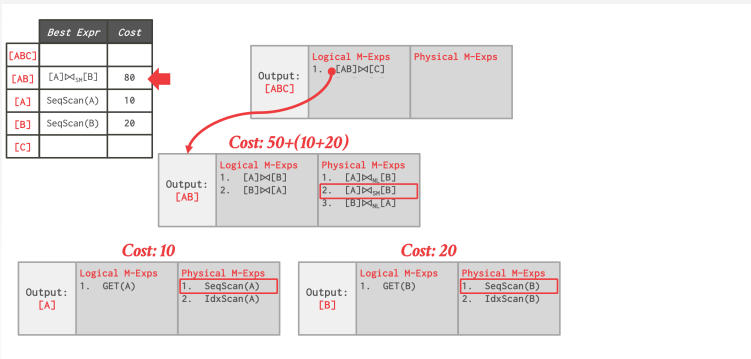 Best Expr Cost
[ABC]
[AB] [A]⋈SM[B] 80
[A] SeqScan(A) 10
[B] SeqScan(B) 20
[C]
Output:
[ABC]
Logical M-Exps
1. [AB]⋈[C]
Physical M-Exps
Cost: 50+(10+20)
Output:
[AB]
Logical M-Exps
1. [A]⋈[B]
2. [B]⋈[A]
Physical M-Exps
1. [A]⋈NL[B]
2. [A]⋈SM[B]
3. [B]⋈NL[A]
Cost: 10
Output:
[A]
Logical M-Exps
1. GET(A)
Physical M-Exps
1. SeqScan(A)
2. IdxScan(A)
Cost: 20
Output:
[B]
Logical M-Exps
1. GET(B)
Physical M-Exps
1. SeqScan(B)
2. IdxScan(B)